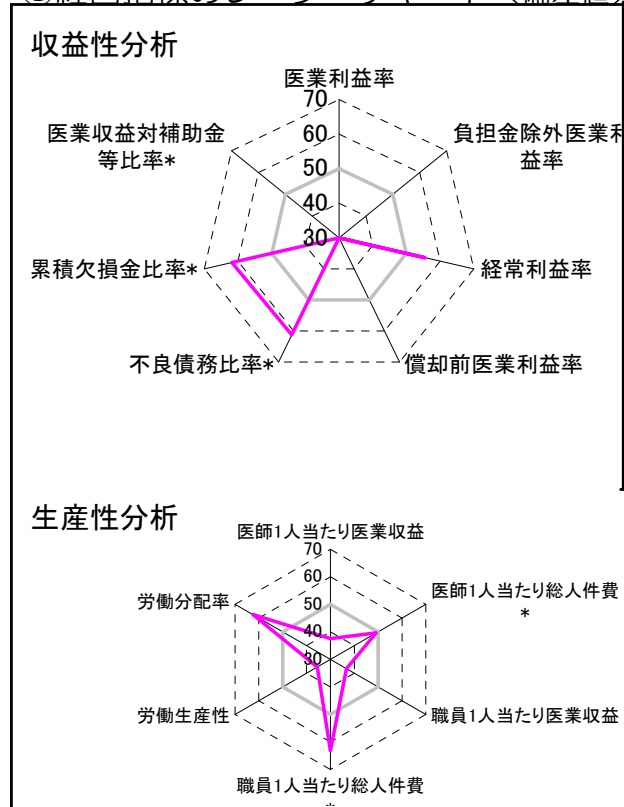 収益性分析
医業利益率
70
60
50
40
30
負担金除外医業利
益率
経常利益率
償却前医業利益率
不良債務比率*
累積欠損金比率*
医業収益対補助金
等比率*
生産性分析
医師1人当たり医業収益
70
60
50
40
30
医師1人当たり総人件費
*
職員1人当たり医業収益
職員1人当たり総人件費
*
労働生産性
労働分配率